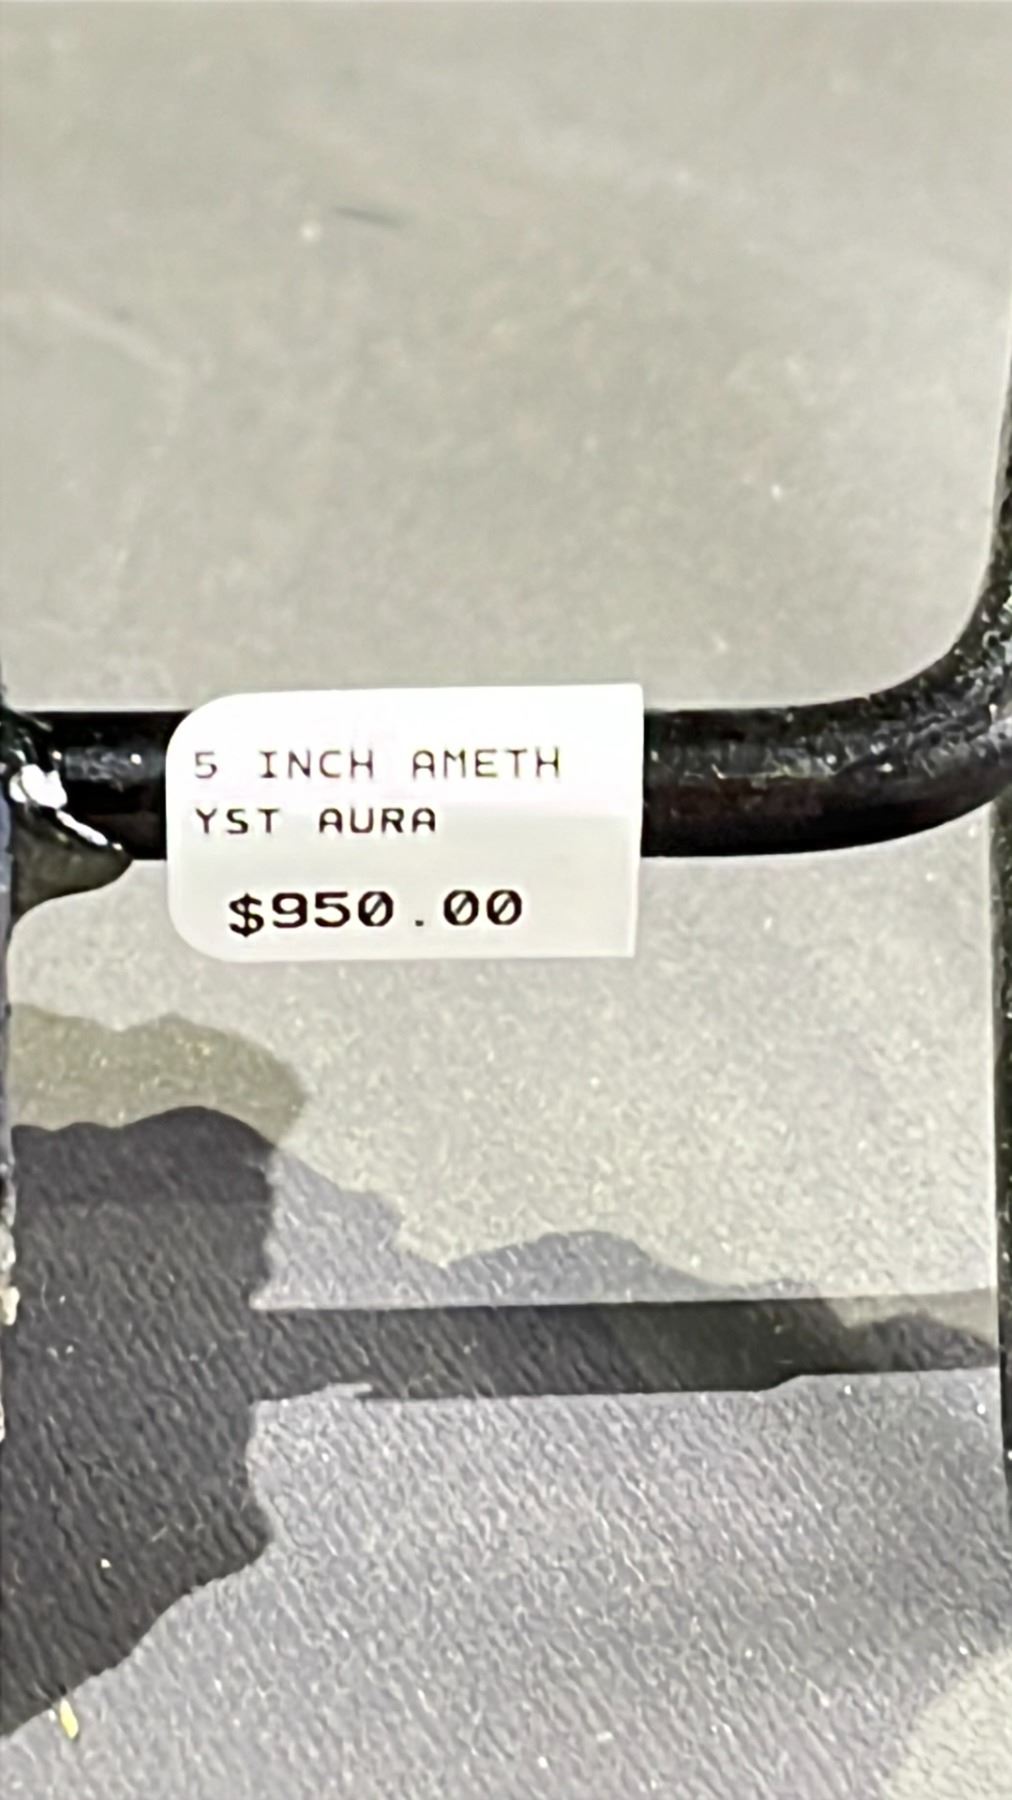 5 INCH AMETH
YST AURA
$950.00